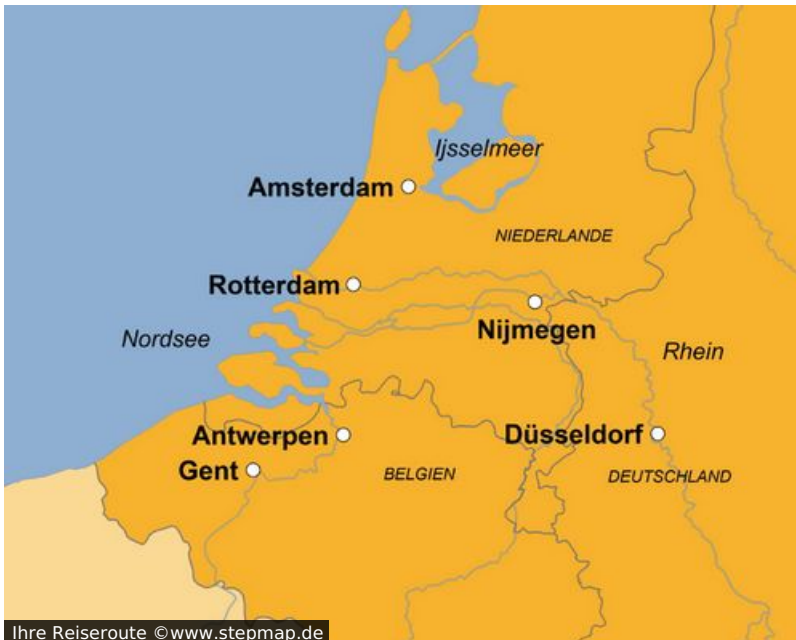 Ijsselmeer
Amsterdam
NIEDERLANDE
Rotterdam
Nijmegen
Nordsee
Rhein
Antwerpen
Düsseldorf
Gent
BELGIEN
DEUTSCHLAND
Ihre Reiseroute ©www.stepmap.de